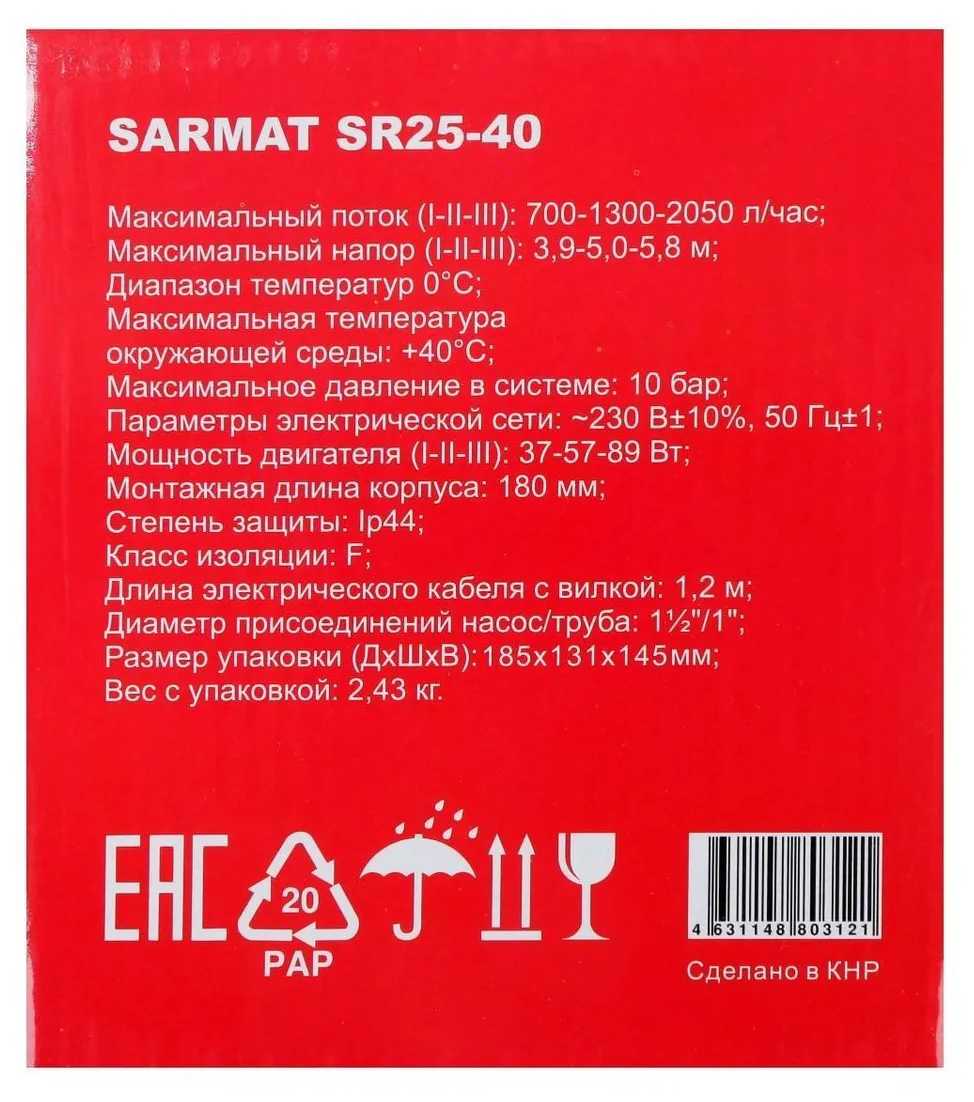 SARMAT SR25-40
Максимальный поток (I-II-III): 700-1300-2050 л/час;
Максимальный напор (I-II-III): 3,9-5,0-5,8 м;
Диапазон температур 0°C;
Максимальная температура
окружающей среды: +40°C;
Максимальное давление в системе: 10 бар;
Параметры электрической сети: ~230 В±10%, 50 Гц±1;
Мощность двигателя (I-II-III): 37-57-89 Вт;
Монтажная длина корпуса: 180 мм;
Степень защиты: Ip44;
Класс изоляции: F;
Длина электрического кабеля с вилкой: 1,2 м;
Диаметр присоединений насос/труба: 1½"/1";
Размер упаковки (ДхШхВ):185х131х145мм;
Вес с упаковкой: 2,43 кг.
EAC
20
PAP
4 631148 803121
Сделано в КНР